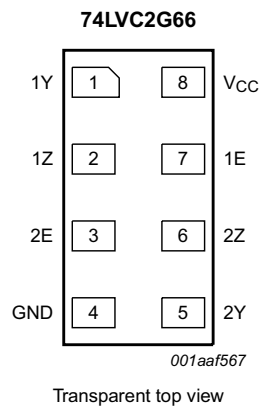 74LVC2G66
1Y 1 8 VCC
1Z 2 7 1E
2E 3 6 2Z
GND 4 5 2Y
001aaf567
Transparent top view